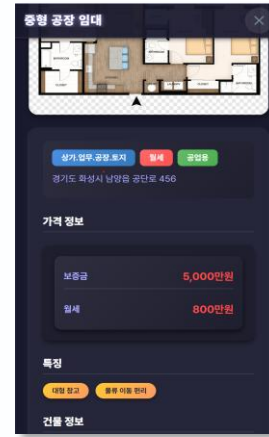 중형 공장 임대
상가.업무.공장.토지 월세 공업용
경기도 화성시 남양읍 공단로 456
가격 정보
보증금 5,000만원
월세 800만원
특징
대형 창고 물류 이동 편리
건물 정보